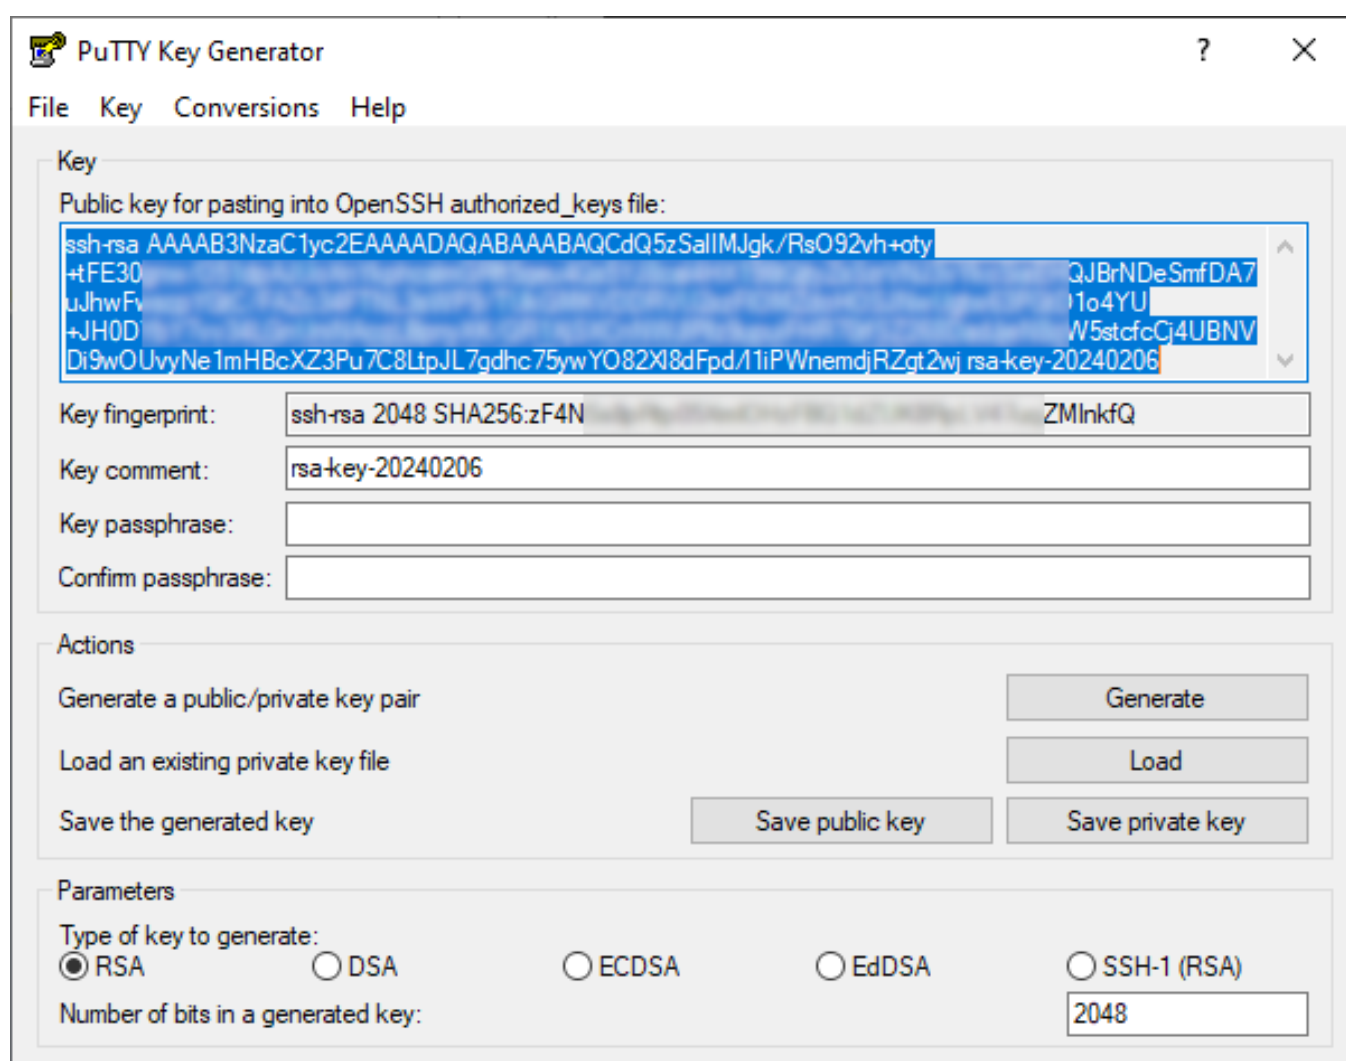 PuTTY Key Generator
?
File Key Conversions Help
Key
Public key for pasting into OpenSSH authorized_keys file:
ssh-rsa AAAAB3NzaC1yc2EAAAADAQABAAABAQCdQ5zSalIMJgk/RsO92vh+oty
+tFE30 QJBrNDeSmfDA7
uJhwF 1o4YU
+JH0D W5stcfcCj4UBNV
Di9wOUvyNe1mHBcXZ3Pu7C8LtpJL7gdhc75ywYO82Xl8dFpd/I1iPWnemdjRZgt2wj rsa-key-20240206
Key fingerprint: ssh-rsa 2048 SHA256:zF4N ZMInkfQ
Key comment: rsa-key-20240206
Key passphrase:
Confirm passphrase:
Actions
Generate a public/private key pair Generate
Load an existing private key file Load
Save the generated key Save public key Save private key
Parameters
Type of key to generate:
RSA DSA ECDSA EdDSA SSH-1 (RSA)
Number of bits in a generated key: 2048